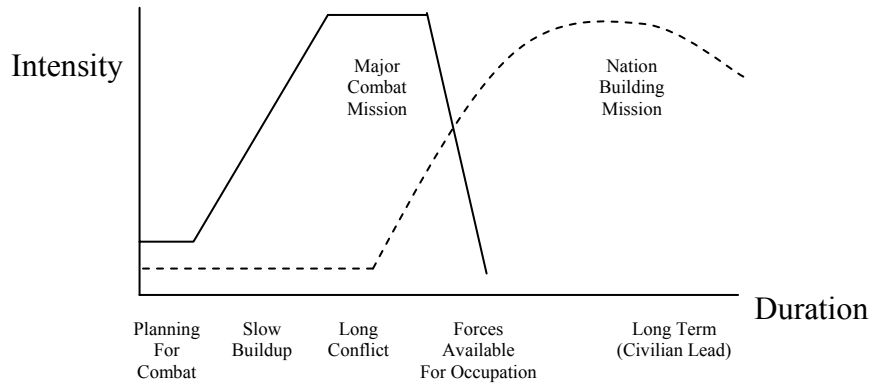 Intensity
Major
Combat
Mission
Nation
Building
Mission
Duration
Planning
For
Combat
Slow
Buildup
Long
Conflict
Forces
Available
For Occupation
Long Term
(Civilian Lead)